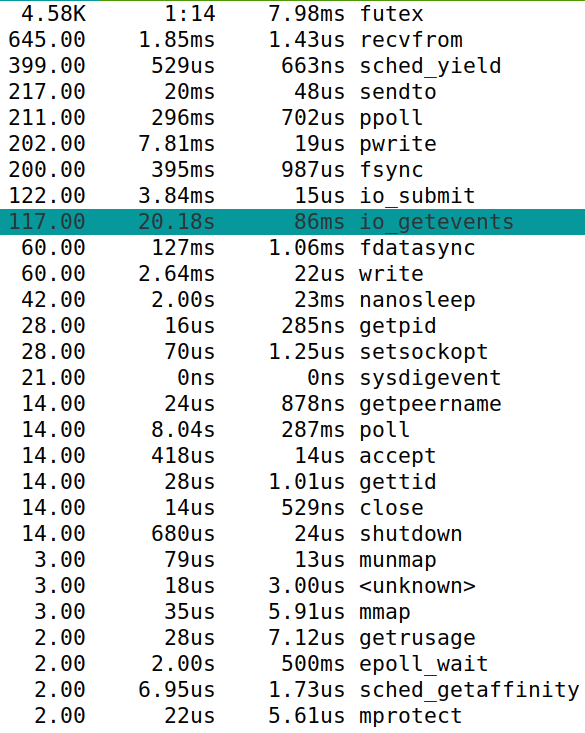 4.58K 1:14 7.98ms futex
645.00 1.85ms 1.43us recvfrom
399.00 529us 663ns sched_yield
217.00 20ms 48us sendto
211.00 296ms 702us ppoll
202.00 7.81ms 19us pwrite
200.00 395ms 987us fsync
122.00 3.84ms 15us io_submit
117.00 20.18s 86ms io_getevents
60.00 127ms 1.06ms fdatasync
60.00 2.64ms 22us write
42.00 2.00s 23ms nanosleep
28.00 16us 285ns getpid
28.00 70us 1.25us setsockopt
21.00 0ns 0ns sysdigevent
14.00 24us 878ns getpeername
14.00 8.04s 287ms poll
14.00 418us 14us accept
14.00 28us 1.01us gettid
14.00 14us 529ns close
14.00 680us 24us shutdown
3.00 79us 13us munmap
3.00 18us 3.00us <unknown>
3.00 35us 5.91us mmap
2.00 28us 7.12us getrusage
2.00 2.00s 500ms epoll_wait
2.00 6.95us 1.73us sched_getaffinity
2.00 22us 5.61us mprotect